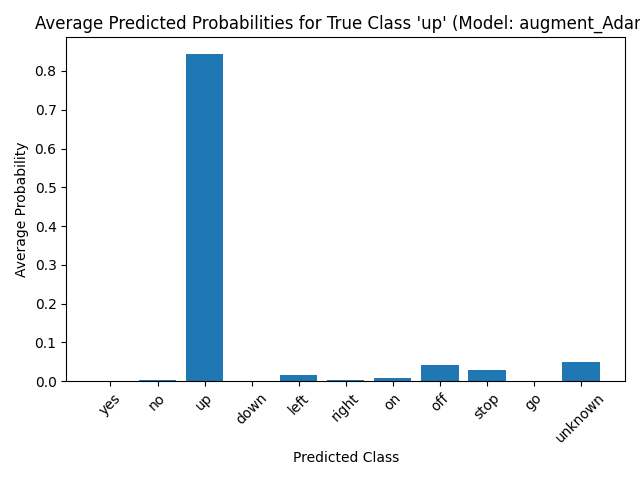 Average Predicted Probabilities for True Class 'up' (Model: augment_Adar
0.8
0.7
0.6
0.5
0.4
0.3
0.2
0.1
0.0
Average Probability
yes
no
up
down
left
right
on
off
stop
go
unknown
Predicted Class